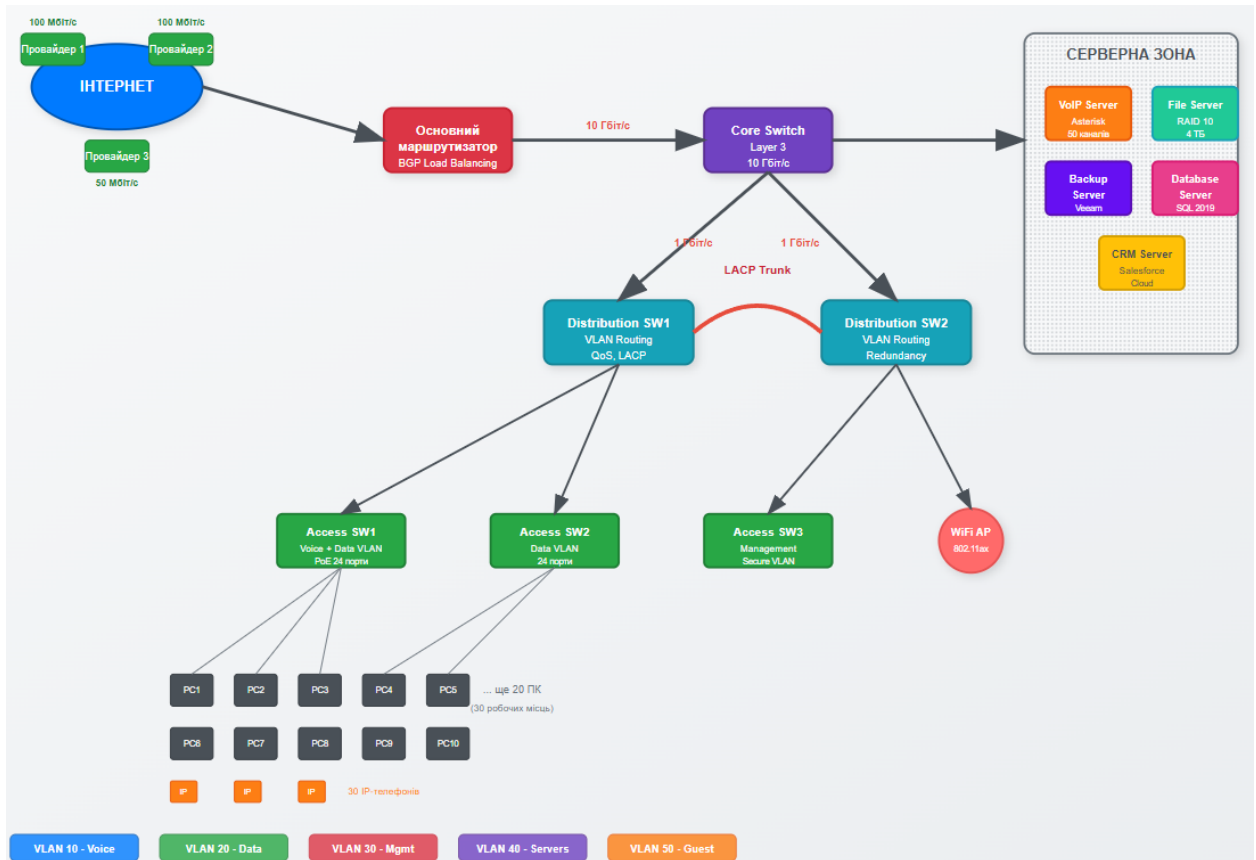 100 Мбіт/с
100 Мбіт/с
Провайдер 1
Провайдер 2
ІНТЕРНЕТ
Провайдер 3
50 Мбіт/с
Основний
маршрутизатор
BGP Load Balancing
10 Гбіт/с
Core Switch
Layer 3
10 Гбіт/с
СЕРВЕРНА ЗОНА
VoIP Server
Asterisk
50 каналів
File Server
RAID 10
4 ТБ
Backup
Server
Veeam
Database
Server
SQL 2019
CRM Server
Salesforce
Cloud
1 Гбіт/с
1 Гбіт/с
LACP Trunk
Distribution SW1
VLAN Routing
QoS, LACP
Distribution SW2
VLAN Routing
Redundancy
Access SW1
Voice + Data VLAN
PoE 24 порти
Access SW2
Data VLAN
24 порти
Access SW3
Management
Secure VLAN
WiFi AP
802.11ax
PC1
PC2
PC3
PC4
PC5
... ще 20 ПК
(30 робочих місць)
PC6
PC7
PC8
PC9
PC10
IP
IP
IP
30 IP-телефонів
VLAN 10 - Voice
VLAN 20 - Data
VLAN 30 - Mgmt
VLAN 40 - Servers
VLAN 50 - Guest